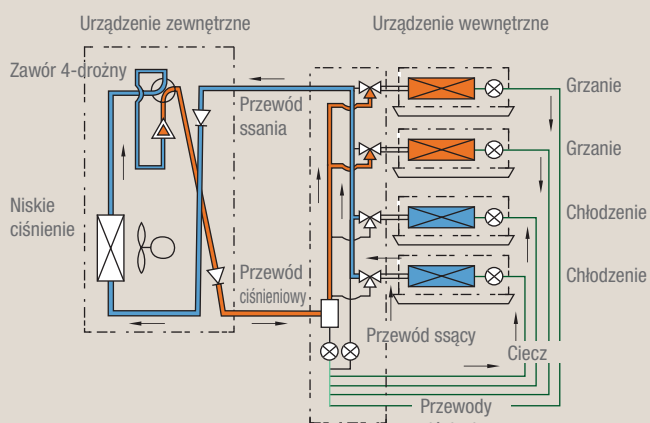 Urządzenie zewnętrzne
Urządzenie wewnętrzne
Zawór 4-drożny
Przewód
ssania
Grzanie
Grzanie
Niskie
ciśnienie
Chłodzenie
Chłodzenie
Przewód
ciśnieniowy
Przewód ssący
Ciecz
Przewody